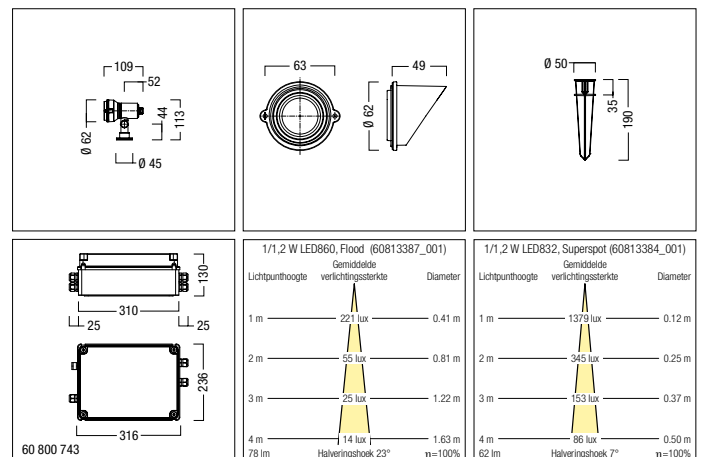 109
52
44
113
Ø 62
Ø 45
63
49
Ø 62
Ø 50
35
190
130
310
25
25
236
316
60 800 743
1/1,2 W LED860, Flood (60813387_001)
Gemiddelde
Lichtpunthoogte verlichtingssterkte Diameter
1 m 221 lux 0.41 m
2 m 55 lux 0.81 m
3 m 25 lux 1.22 m
4 m 14 lux 1.63 m
78 lm Halveringshoek 23° η=100%
1/1,2 W LED832, Superspot (60813384_001)
Gemiddelde
Lichtpunthoogte verlichtingssterkte Diameter
1 m 1379 lux 0.12 m
2 m 345 lux 0.25 m
3 m 153 lux 0.37 m
4 m 86 lux 0.50 m
62 lm Halveringshoek 7° η=100%